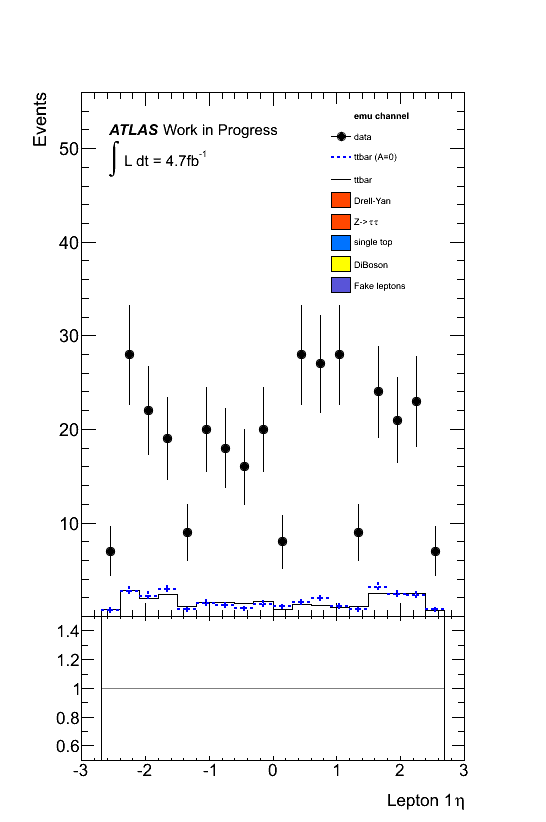 Events
ATLAS Work in Progress
∫ L dt = 4.7fb⁻¹
emu channel
data
ttbar (A=0)
ttbar
Drell-Yan
Z->ττ
single top
DiBoson
Fake leptons
50
40
30
20
10
1.4
1.2
1
0.8
0.6
-3 -2 -1 0 1 2 3
Lepton 1η